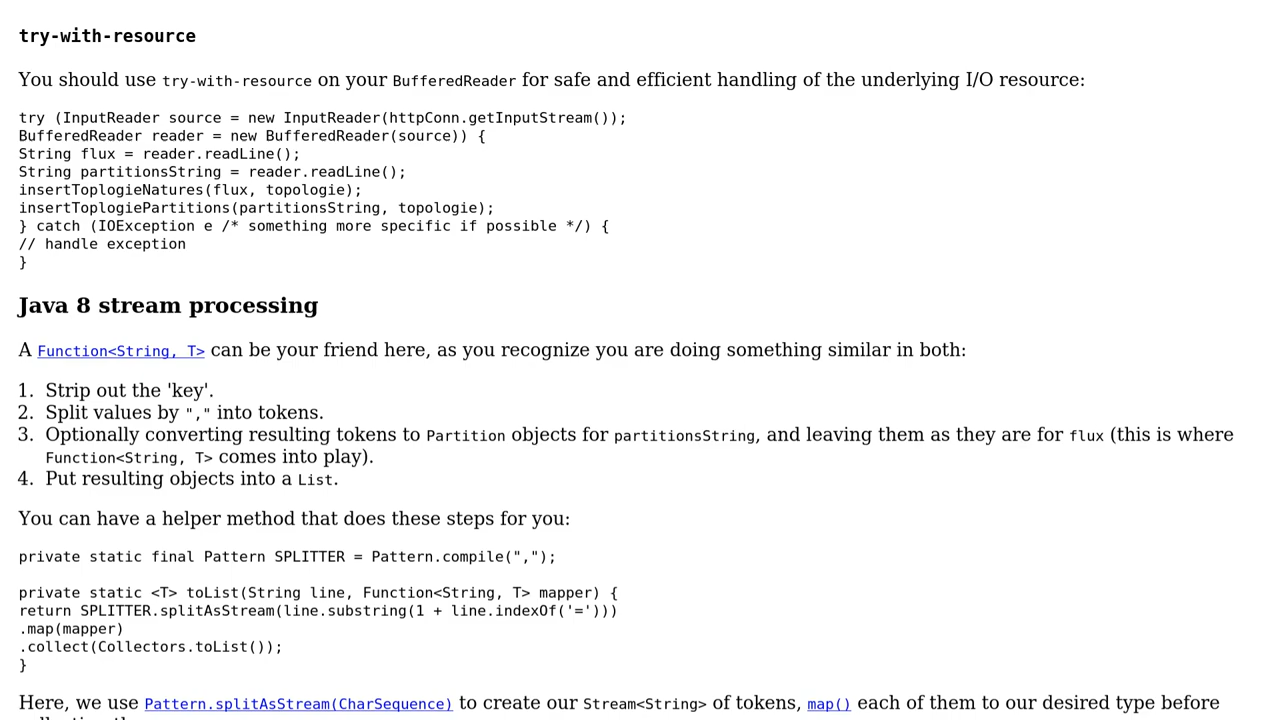 try-with-resource
You should use try-with-resource on your BufferedReader for safe and efficient handling of the underlying I/O resource:
try (InputReader source = new InputReader(httpConn.getInputStream());
BufferedReader reader = new BufferedReader(source)) {
String flux = reader.readLine();
String partitionsString = reader.readLine();
insertToplogieNatures(flux, topologie);
insertToplogiePartitions(partitionsString, topologie);
} catch (IOException e /* something more specific if possible */) {
// handle exception
}
Java 8 stream processing
A Function<String, T> can be your friend here, as you recognize you are doing something similar in both:
1. Strip out the 'key'.
2. Split values by "," into tokens.
3. Optionally converting resulting tokens to Partition objects for partitionsString, and leaving them as they are for flux (this is where
Function<String, T> comes into play).
4. Put resulting objects into a List.
You can have a helper method that does these steps for you:
private static final Pattern SPLITTER = Pattern.compile(",");
private static <T> toList(String line, Function<String, T> mapper) {
return SPLITTER.splitAsStream(line.substring(1 + line.indexOf('=')))
.map(mapper)
.collect(Collectors.toList());
}
Here, we use Pattern.splitAsStream(CharSequence) to create our Stream<String> of tokens, map() each of them to our desired type before